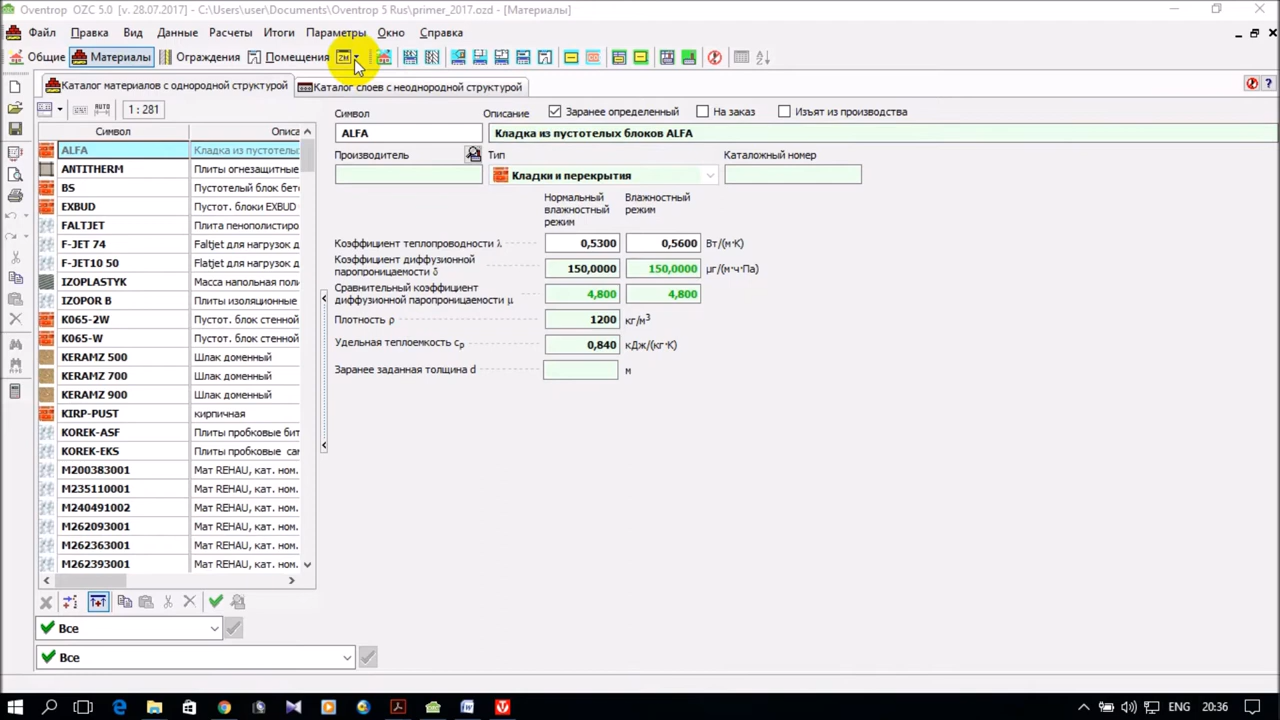 Oventrop OZC 5.0 [v. 28.07.2017] - C:\Users\user\Documents\Oventrop 5 Rus\primer_2017.ozd - [Материалы]
Файл Правка Вид Данные Расчеты Итоги Параметры Окно Справка
Общие Материалы Ограждения Помещения
Каталог материалов с однородной структурой Каталог слоев с неоднородной структурой
AUTO 1: 281
Символ Описа
ALFA Кладка из пустотелы
ANTITHERM Плиты огнезащитные
BS Пустотелый блок бето
EXBUD Пустот. блоки EXBUD
FALTJET Плита пенополистиро
F-JET 74 Faltjet для нагрузок д
F-JET10 50 Flatjet для нагрузок д
IZOPLASTYK Масса напольная поли
IZOPOR B Плиты изоляционные
K065-2W Пустот. блок стенной
K065-W Пустот. блок стенной
KERAMZ 500 Шлак доменный
KERAMZ 700 Шлак доменный
KERAMZ 900 Шлак доменный
KIRP-PUST кирпичная
KOREK-ASF Плиты пробковые бит
KOREK-EKS Плиты пробковые сам
M200383001 Мат REHAU, кат. ном.
M235110001 Мат REHAU, кат. ном.
M240491002 Мат REHAU, кат. ном.
M262093001 Мат REHAU, кат. ном.
M262363001 Мат REHAU, кат. ном.
M262393001 Мат REHAU, кат. ном.
Все
Все
Символ Описание Заранее определенный На заказ Изъят из производства
ALFA Кладка из пустотелых блоков ALFA
Производитель Тип Каталожный номер
Кладки и перекрытия
Нормальный Влажностный
влажностный режим
режим
Коэффициент теплопроводности λ 0,5300 0,5600 Вт/(м·К)
Коэффициент диффузионной
паропроницаемости δ 150,0000 150,0000 µг/(м·ч·Па)
Сравнительный коэффициент
диффузионной паропроницаемости µ 4,800 4,800
Плотность ρ 1200 кг/м³
Удельная теплоемкость cp 0,840 кДж/(кг·К)
Заранее заданная толщина d м
ENG 20:36